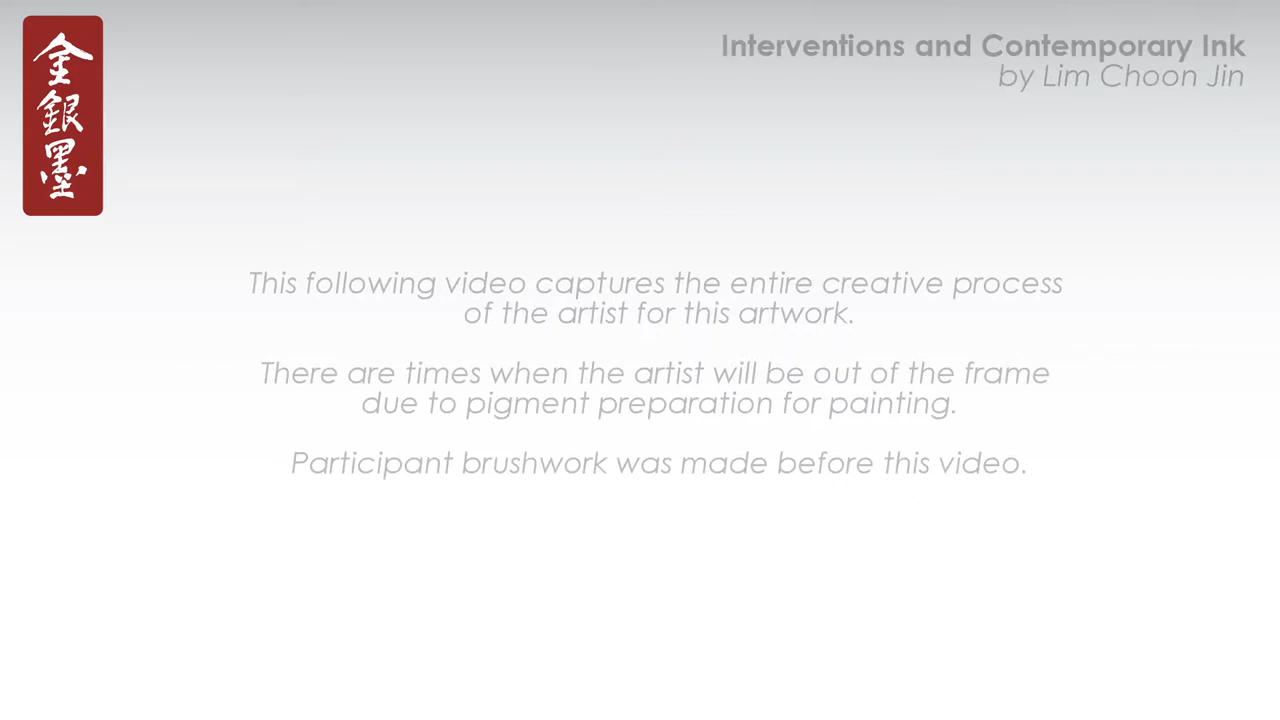 金銀墨
Interventions and Contemporary Ink
by Lim Choon Jin
This following video captures the entire creative process
of the artist for this artwork.
There are times when the artist will be out of the frame
due to pigment preparation for painting.
Participant brushwork was made before this video.